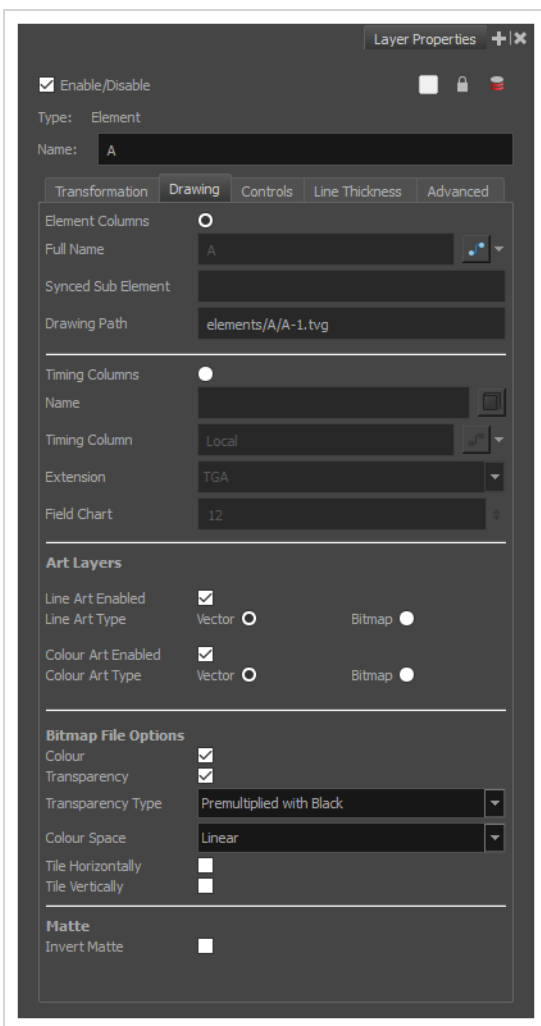 Layer Properties
Enable/Disable
Type: Element
Name: A
Transformation Drawing Controls Line Thickness Advanced
Element Columns
Full Name A
Synced Sub Element
Drawing Path elements/A/A-1.tvg
Timing Columns
Name
Timing Column Local
Extension TGA
Field Chart 12
Art Layers
Line Art Enabled
Line Art Type Vector Bitmap
Colour Art Enabled
Colour Art Type Vector Bitmap
Bitmap File Options
Colour
Transparency
Transparency Type Premultiplied with Black
Colour Space Linear
Tile Horizontally
Tile Vertically
Matte
Invert Matte